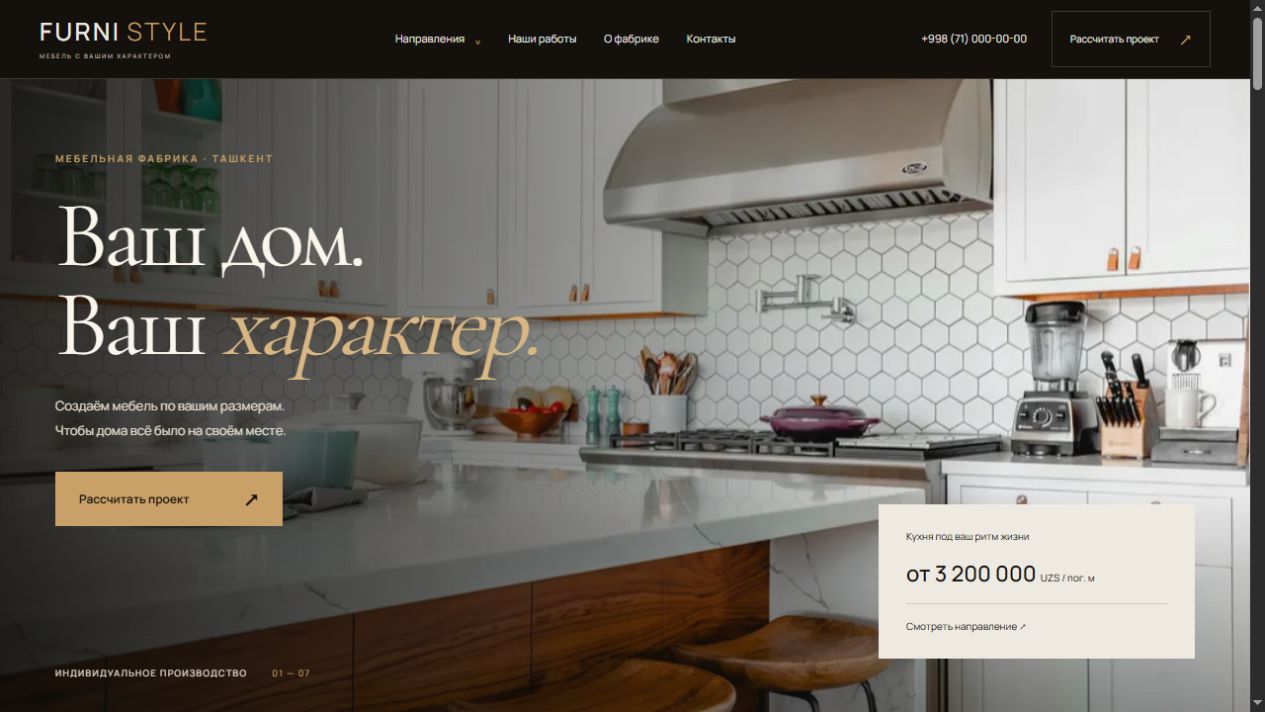 FURNI STYLE
МЕБЕЛЬ С ВАШИМ ХАРАКТЕРОМ
Направления
Наши работы
О фабрике
Контакты
+998 (71) 000-00-00
Рассчитать проект ↗
МЕБЕЛЬНАЯ ФАБРИКА · ТАШКЕНТ
Ваш дом.
Ваш характер.
Создаём мебель по вашим размерам.
Чтобы дома всё было на своём месте.
Рассчитать проект ↗
Кухня под ваш ритм жизни
от 3 200 000 UZS / пог. м
Смотреть направление ↗
ИНДИВИДУАЛЬНОЕ ПРОИЗВОДСТВО 01 — 07